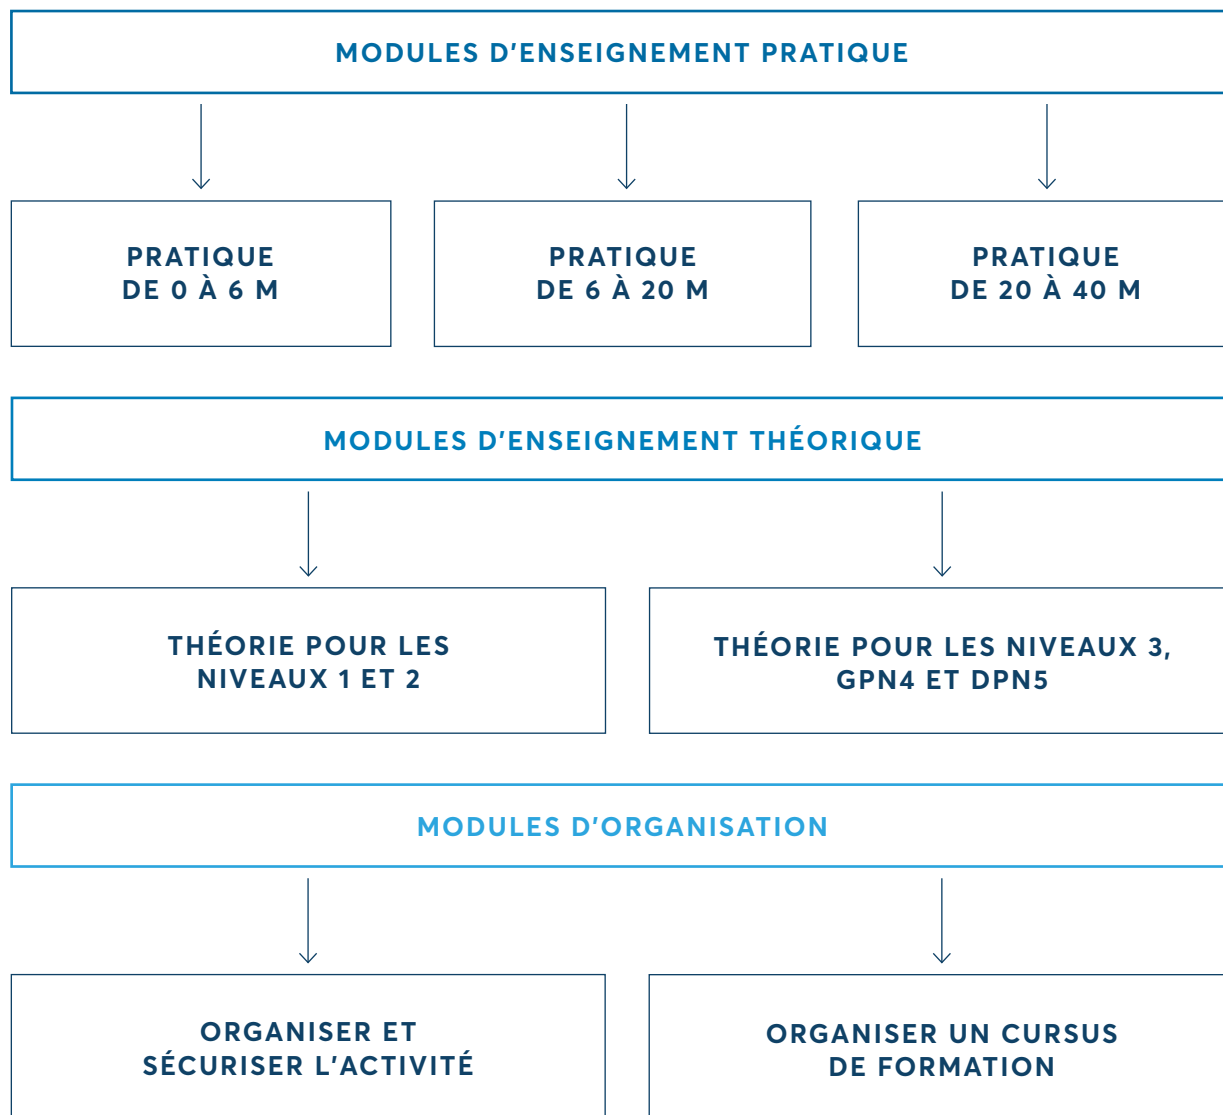 MODULES D'ENSEIGNEMENT PRATIQUE
PRATIQUE
DE 0 À 6 M
PRATIQUE
DE 6 À 20 M
PRATIQUE
DE 20 À 40 M
MODULES D'ENSEIGNEMENT THÉORIQUE
THÉORIE POUR LES
NIVEAUX 1 ET 2
THÉORIE POUR LES NIVEAUX 3,
GPN4 ET DPN5
MODULES D'ORGANISATION
ORGANISER ET
SÉCURISER L'ACTIVITÉ
ORGANISER UN CURSUS
DE FORMATION